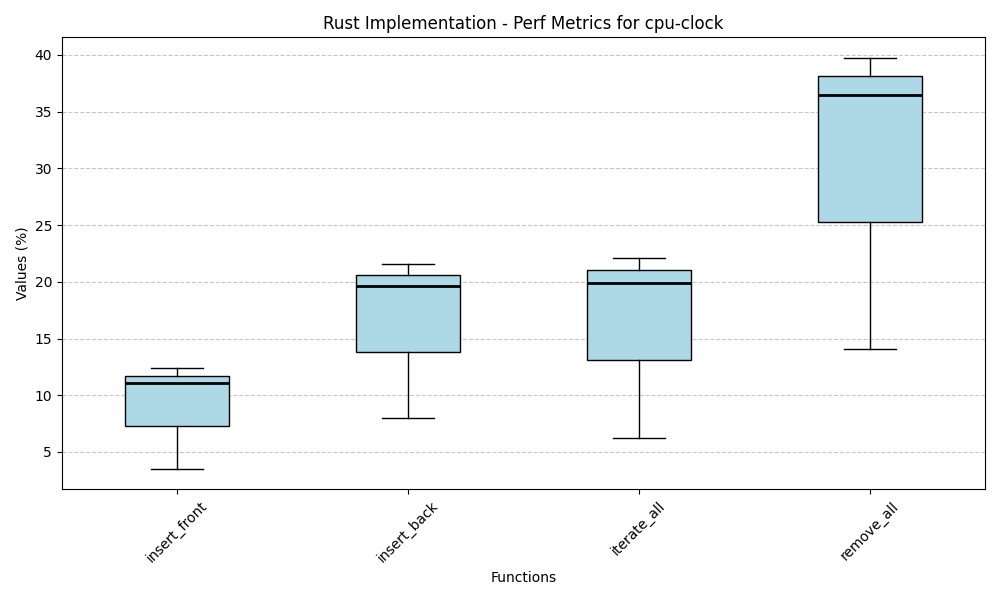 Rust Implementation - Perf Metrics for cpu-clock
Values (%)
40
35
30
25
20
15
10
5
insert_front
insert_back
iterate_all
remove_all
Functions